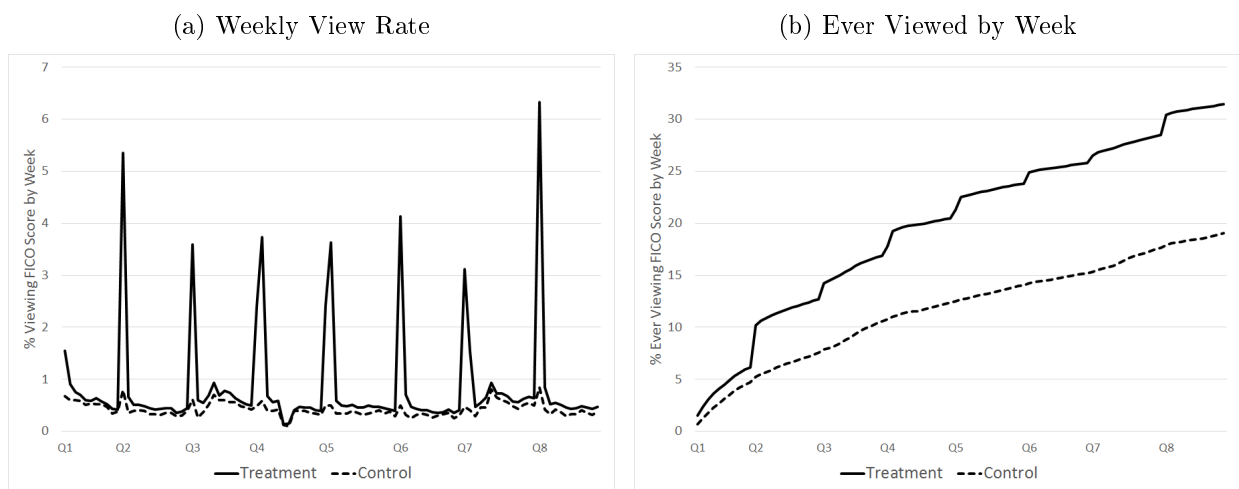 (a) Weekly View Rate
% Viewing FICO Score by Week
7
6
5
4
3
2
1
0
Q1 Q2 Q3 Q4 Q5 Q6 Q7 Q8
Treatment Control
(b) Ever Viewed by Week
% Ever Viewing FICO Score by Week
35
30
25
20
15
10
5
0
Q1 Q2 Q3 Q4 Q5 Q6 Q7 Q8
Treatment Control